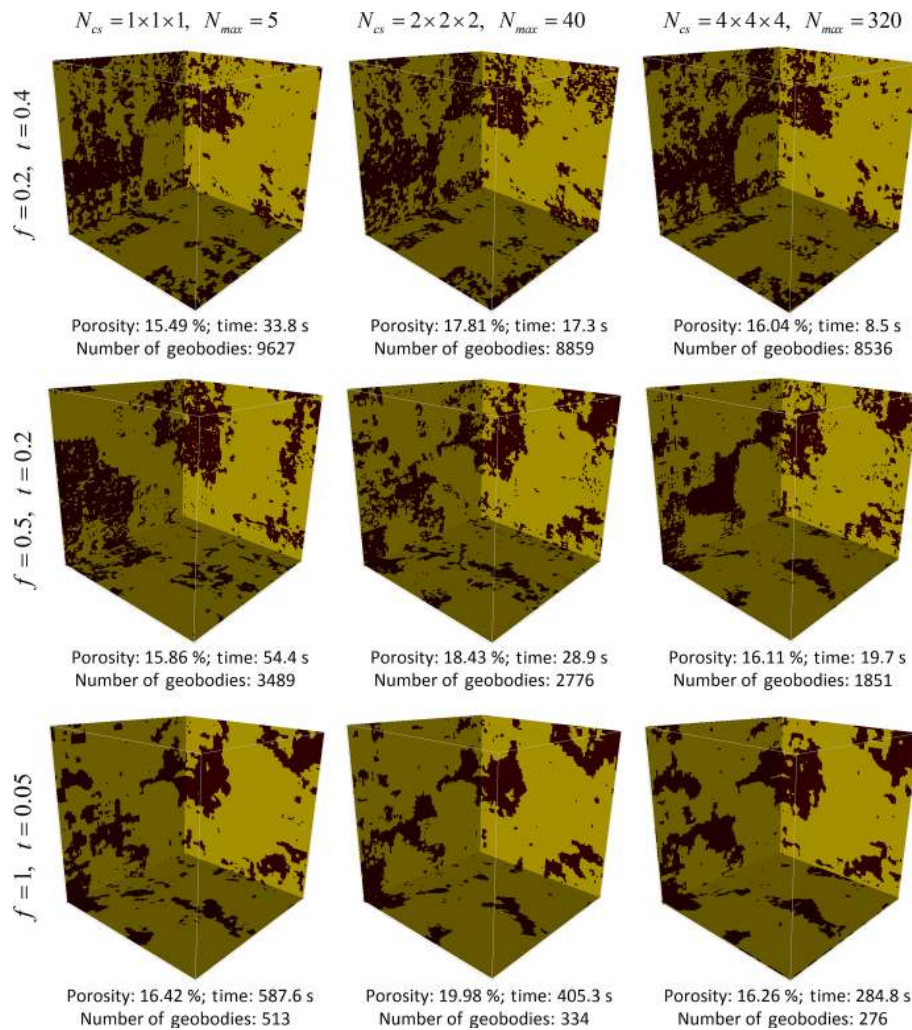 N_cs = 1×1×1, N_max = 5
N_cs = 2×2×2, N_max = 40
N_cs = 4×4×4, N_max = 320
f = 0.2, t = 0.4
Porosity: 15.49 %; time: 33.8 s
Number of geobodies: 9627
Porosity: 17.81 %; time: 17.3 s
Number of geobodies: 8859
Porosity: 16.04 %; time: 8.5 s
Number of geobodies: 8536
f = 0.5, t = 0.2
Porosity: 15.86 %; time: 54.4 s
Number of geobodies: 3489
Porosity: 18.43 %; time: 28.9 s
Number of geobodies: 2776
Porosity: 16.11 %; time: 19.7 s
Number of geobodies: 1851
f = 1, t = 0.05
Porosity: 16.42 %; time: 587.6 s
Number of geobodies: 513
Porosity: 19.98 %; time: 405.3 s
Number of geobodies: 334
Porosity: 16.26 %; time: 284.8 s
Number of geobodies: 276